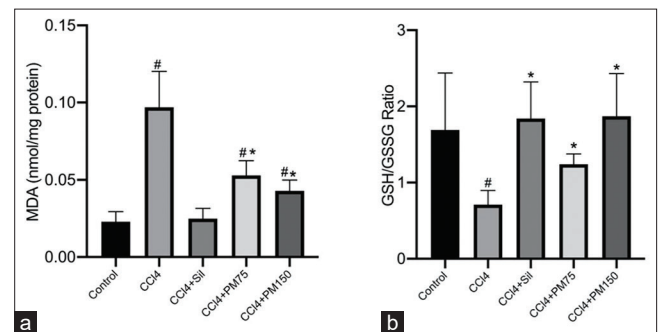 MDA (nmol/mg protein)
0.15
0.10
0.05
0.00
#
# *
# *
Control
CCl4
CCl4+Sil
CCl4+PM75
CCl4+PM150
a
GSH/GSSG Ratio
3
2
1
0
#
*
*
*
Control
CCl4
CCl4+Sil
CCl4+PM75
CCl4+PM150
b